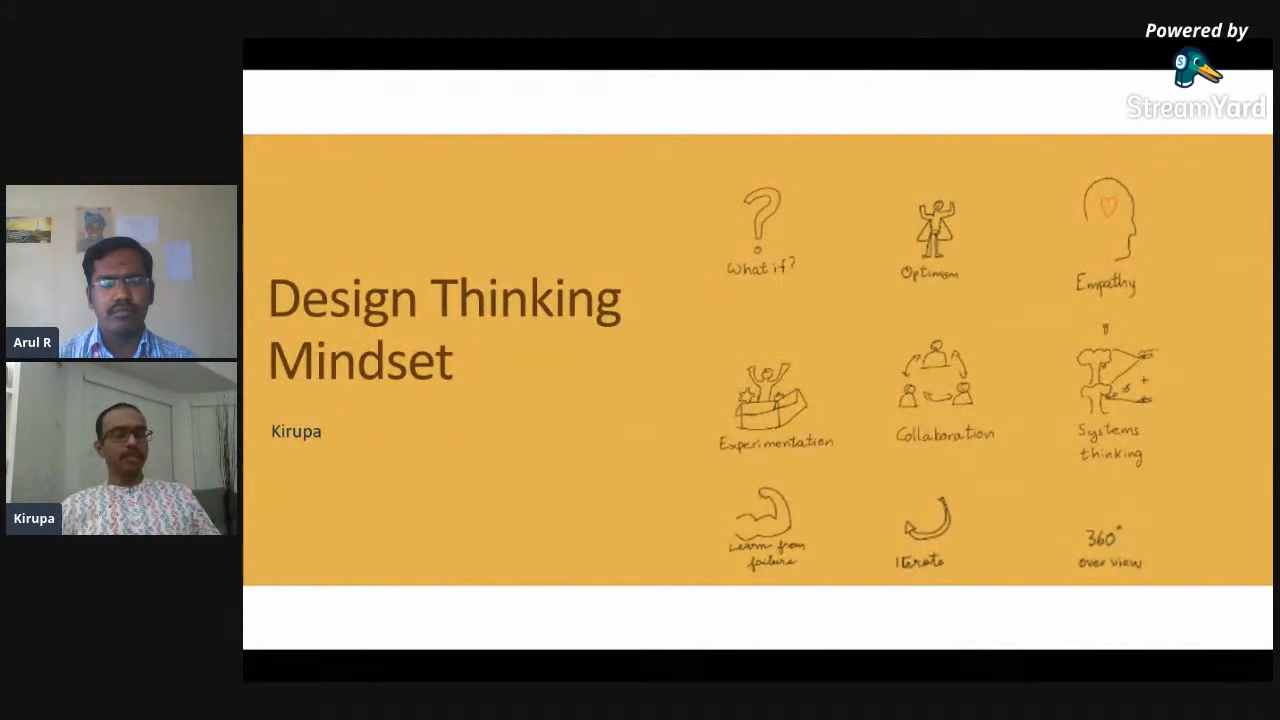 Powered by
StreamYard
Arul R
Kirupa
Design Thinking
Mindset
Kirupa
What if?
Optimism
Empathy
Experimentation
Collaboration
Systems
thinking
Learn from
failure
Iterate
360°
over view